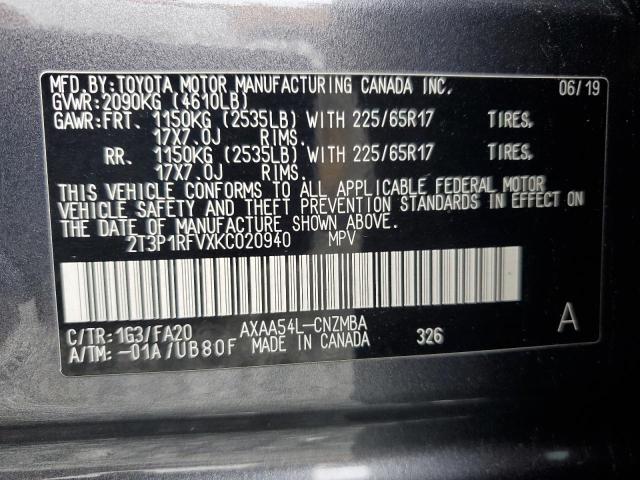 MFD.BY:TOYOTA MOTOR MANUFACTURING CANADA INC. 06/19
GVWR:2090KG (4610LB)
GAWR:FRT. 1150KG (2535LB) WITH 225/65R17 TIRES,
17X7.0J RIMS.
RR. 1150KG (2535LB) WITH 225/65R17 TIRES,
17X7.0J RIMS.
THIS VEHICLE CONFORMS TO ALL APPLICABLE FEDERAL MOTOR
VEHICLE SAFETY AND THEFT PREVENTION STANDARDS IN EFFECT ON
THE DATE OF MANUFACTURE SHOWN ABOVE.
2T3P1RFVXKC020940 MPV
C/TR:1G3/FA20 AXAA54L-CNZMBA A
A/TM:-01A/UB80F MADE IN CANADA 326